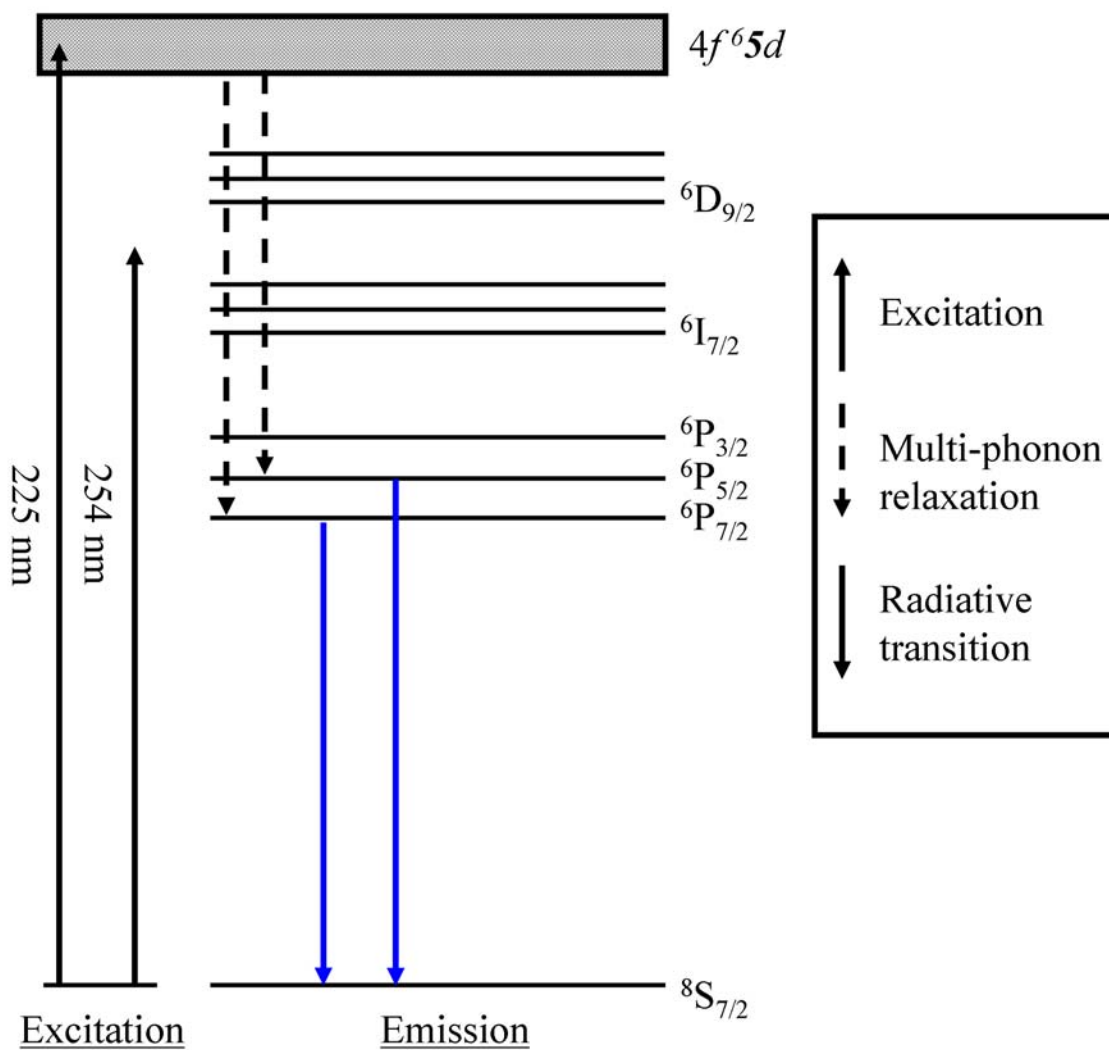 4f⁶5d
⁶D₉/₂
⁶I₇/₂
⁶P₃/₂
⁶P₅/₂
⁶P₇/₂
⁸S₇/₂
225 nm
254 nm
Excitation
Emission
Excitation
Multi-phonon
relaxation
Radiative
transition